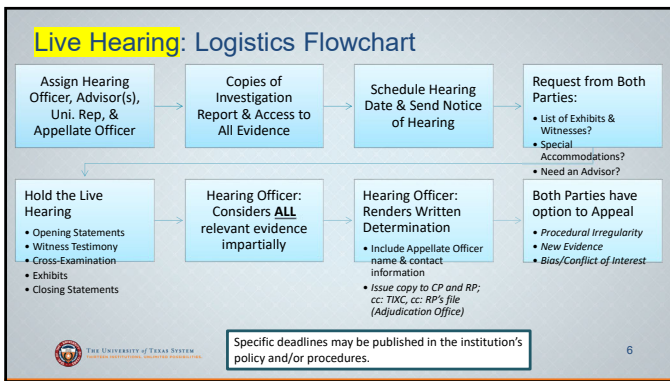 Live Hearing: Logistics Flowchart
Assign Hearing
Officer, Advisor(s),
Uni. Rep, &
Appellate Officer
Copies of
Investigation
Report & Access to
All Evidence
Schedule Hearing
Date & Send Notice
of Hearing
Request from Both
Parties:
• List of Exhibits &
Witnesses?
• Special
Accommodations?
• Need an Advisor?
Hold the Live
Hearing
• Opening Statements
• Witness Testimony
• Cross-Examination
• Exhibits
• Closing Statements
Hearing Officer:
Considers ALL
relevant evidence
impartially
Hearing Officer:
Renders Written
Determination
• Include Appellate Officer
name & contact
information
• Issue copy to CP and RP;
cc: TIXC, cc: RP's file
(Adjudication Office)
Both Parties have
option to Appeal
• Procedural Irregularity
• New Evidence
• Bias/Conflict of Interest
THE UNIVERSITY of TEXAS SYSTEM
Specific deadlines may be published in the institution's
policy and/or procedures.
6